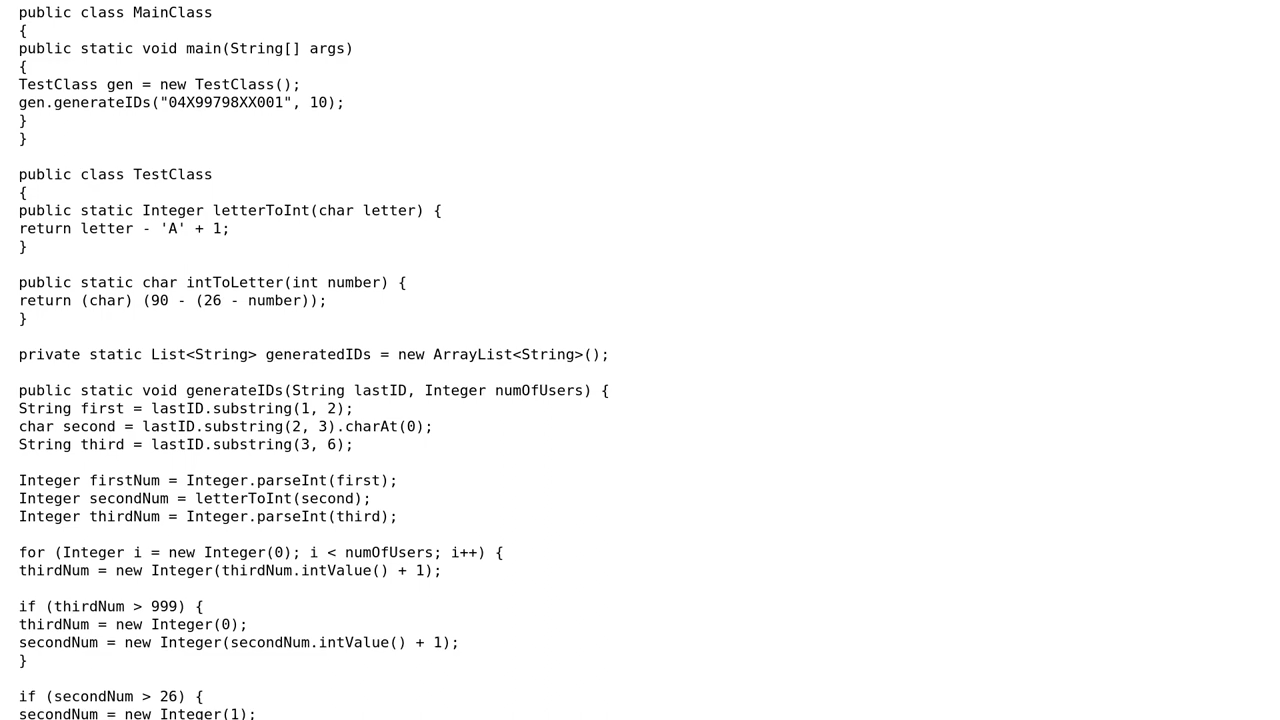 public class MainClass
{
public static void main(String[] args)
{
TestClass gen = new TestClass();
gen.generateIDs("04X99798XX001", 10);
}
}
public class TestClass
{
public static Integer letterToInt(char letter) {
return letter - 'A' + 1;
}
public static char intToLetter(int number) {
return (char) (90 - (26 - number));
}
private static List<String> generatedIDs = new ArrayList<String>();
public static void generateIDs(String lastID, Integer numOfUsers) {
String first = lastID.substring(1, 2);
char second = lastID.substring(2, 3).charAt(0);
String third = lastID.substring(3, 6);
Integer firstNum = Integer.parseInt(first);
Integer secondNum = letterToInt(second);
Integer thirdNum = Integer.parseInt(third);
for (Integer i = new Integer(0); i < numOfUsers; i++) {
thirdNum = new Integer(thirdNum.intValue() + 1);
if (thirdNum > 999) {
thirdNum = new Integer(0);
secondNum = new Integer(secondNum.intValue() + 1);
}
if (secondNum > 26) {
secondNum = new Integer(1);